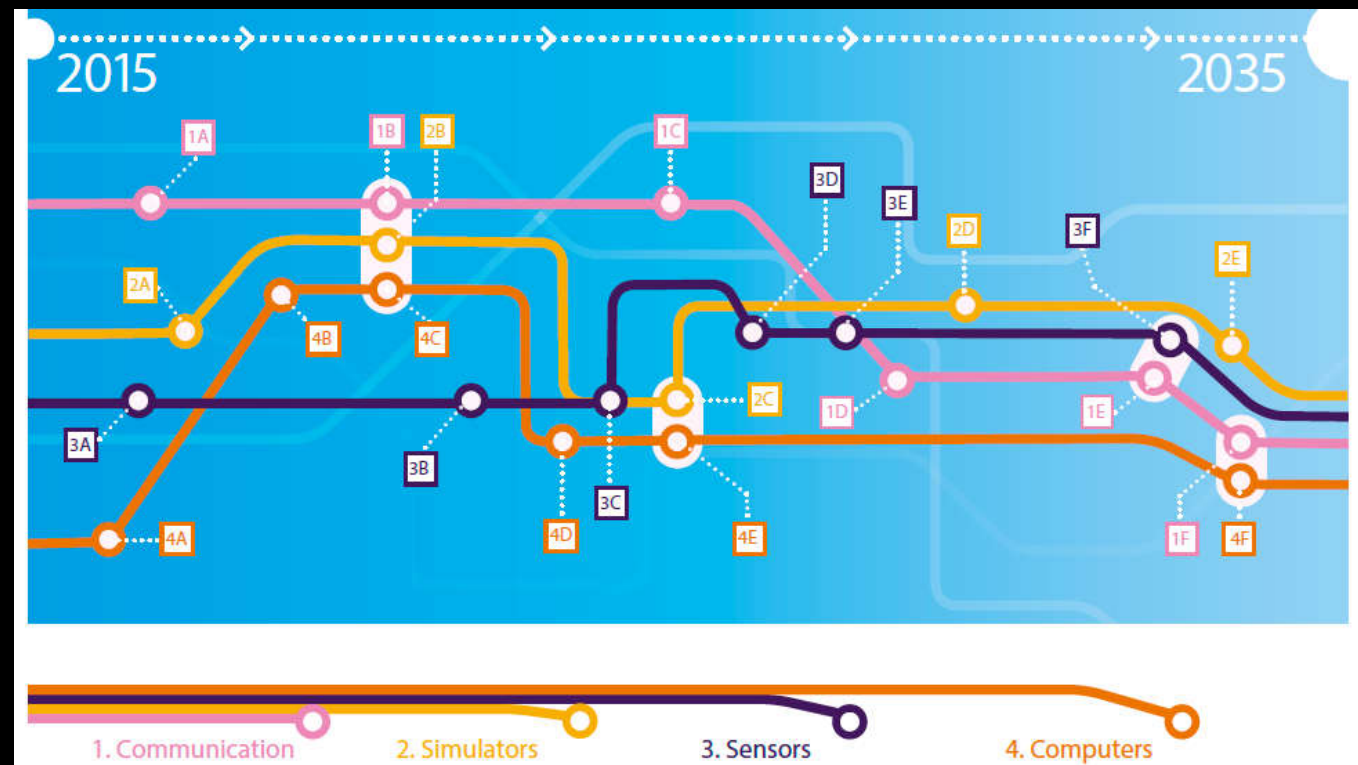 2015 2035
1A 1B 2B 1C
3D
3E
2D 3F
2E
2A
4B 4C
2C
1D 1E
3A
3B
3C
4A 4D 4E 1F 4F
1. Communication 2. Simulators 3. Sensors 4. Computers